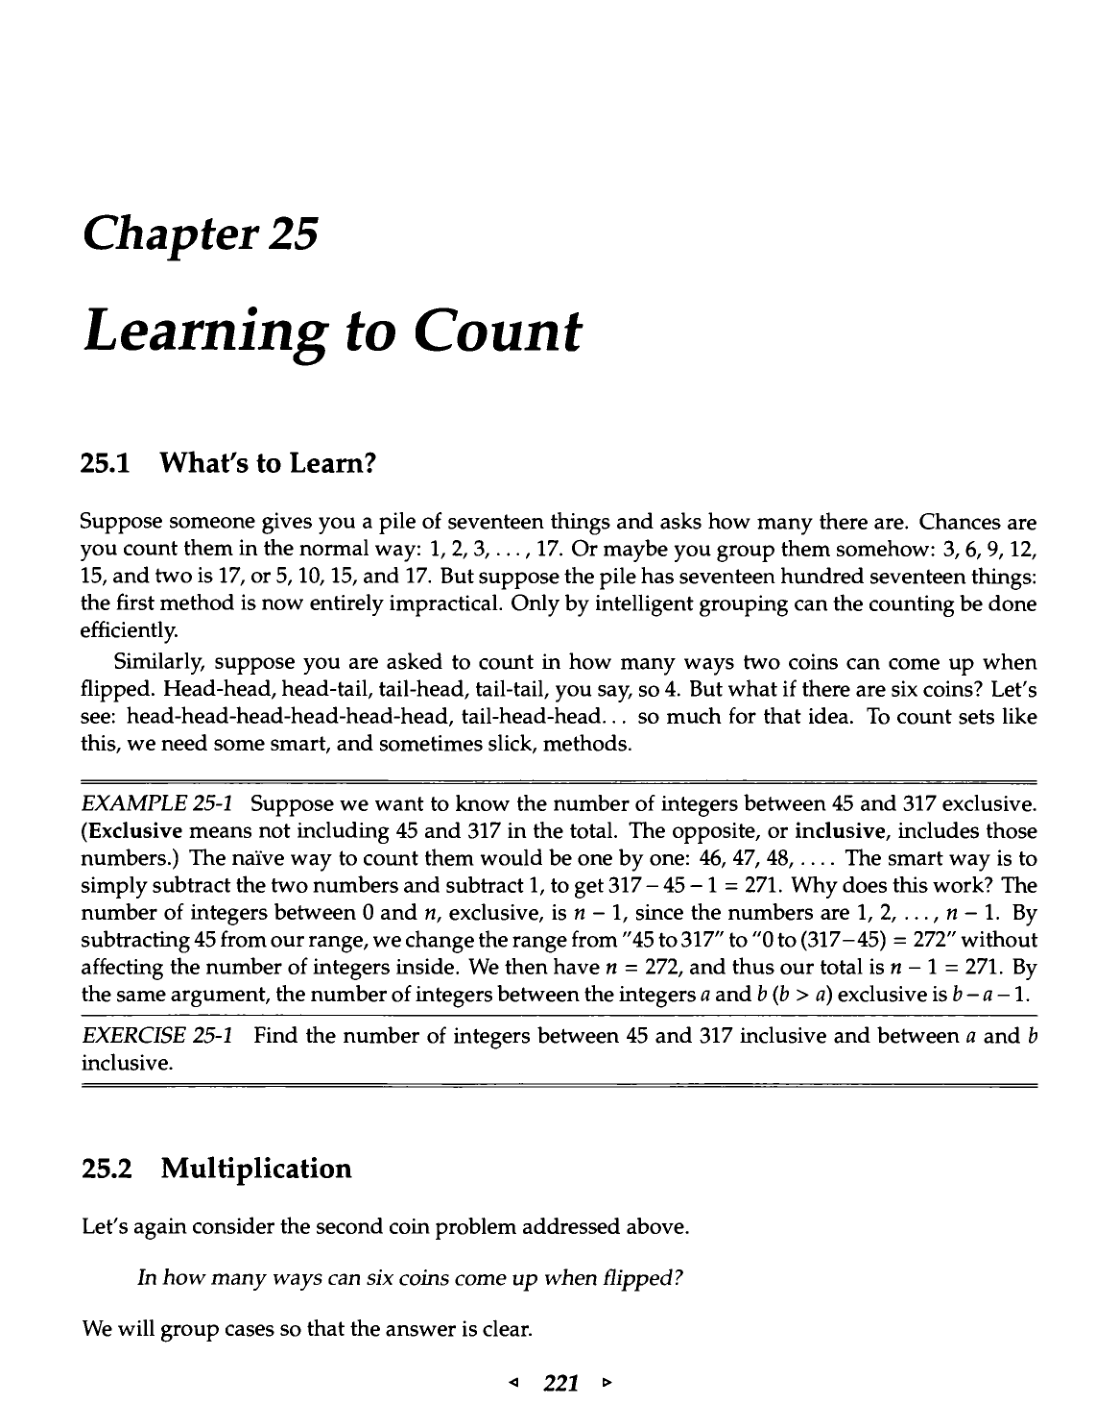 Chapter 25
Learning to Count
25.1 What's to Learn?
Suppose someone gives you a pile of seventeen things and asks how many there are. Chances are
you count them in the normal way: 1, 2, 3, . . . , 17. Or maybe you group them somehow: 3, 6, 9, 12,
15, and two is 17, or 5, 10, 15, and 17. But suppose the pile has seventeen hundred seventeen things:
the first method is now entirely impractical. Only by intelligent grouping can the counting be done
efficiently.
Similarly, suppose you are asked to count in how many ways two coins can come up when
flipped. Head-head, head-tail, tail-head, tail-tail, you say, so 4. But what if there are six coins? Let's
see: head-head-head-head-head-head, tail-head-head. . . so much for that idea. To count sets like
this, we need some smart, and sometimes slick, methods.
EXAMPLE 25-1 Suppose we want to know the number of integers between 45 and 317 exclusive.
(Exclusive means not including 45 and 317 in the total. The opposite, or inclusive, includes those
numbers.) The naïve way to count them would be one by one: 46, 47, 48, . . . . The smart way is to
simply subtract the two numbers and subtract 1, to get 317 – 45 – 1 = 271. Why does this work? The
number of integers between 0 and n, exclusive, is n – 1, since the numbers are 1, 2, . . . , n – 1. By
subtracting 45 from our range, we change the range from "45 to 317" to "0 to (317–45) = 272" without
affecting the number of integers inside. We then have n = 272, and thus our total is n – 1 = 271. By
the same argument, the number of integers between the integers a and b (b > a) exclusive is b – a – 1.
EXERCISE 25-1 Find the number of integers between 45 and 317 inclusive and between a and b
inclusive.
25.2 Multiplication
Let's again consider the second coin problem addressed above.
In how many ways can six coins come up when flipped?
We will group cases so that the answer is clear.
◃ 221 ▹